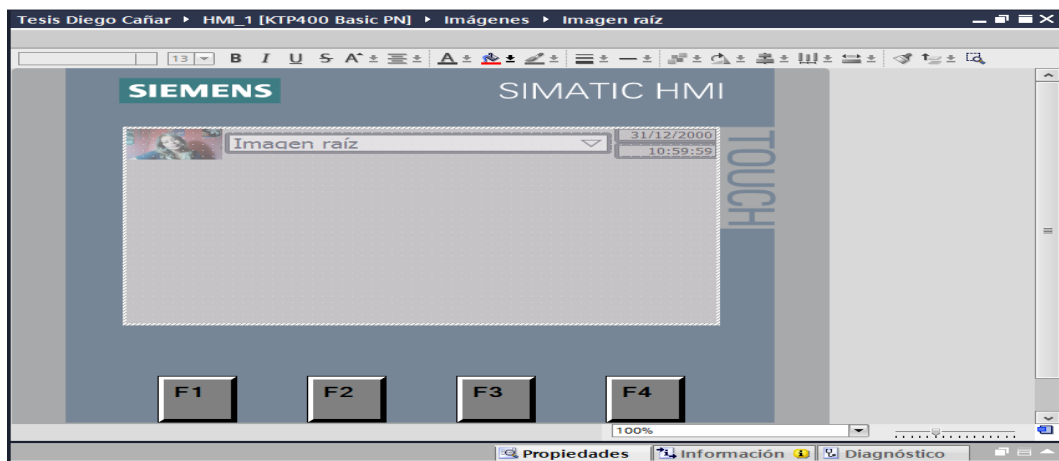 Tesis Diego Cañar ▸ HMI_1 [KTP400 Basic PN] ▸ Imágenes ▸ Imagen raíz
13 B I U S A
SIEMENS SIMATIC HMI
Imagen raíz 31/12/2000
10:59:59
TOUCH
F1 F2 F3 F4
100%
Propiedades Información Diagnóstico